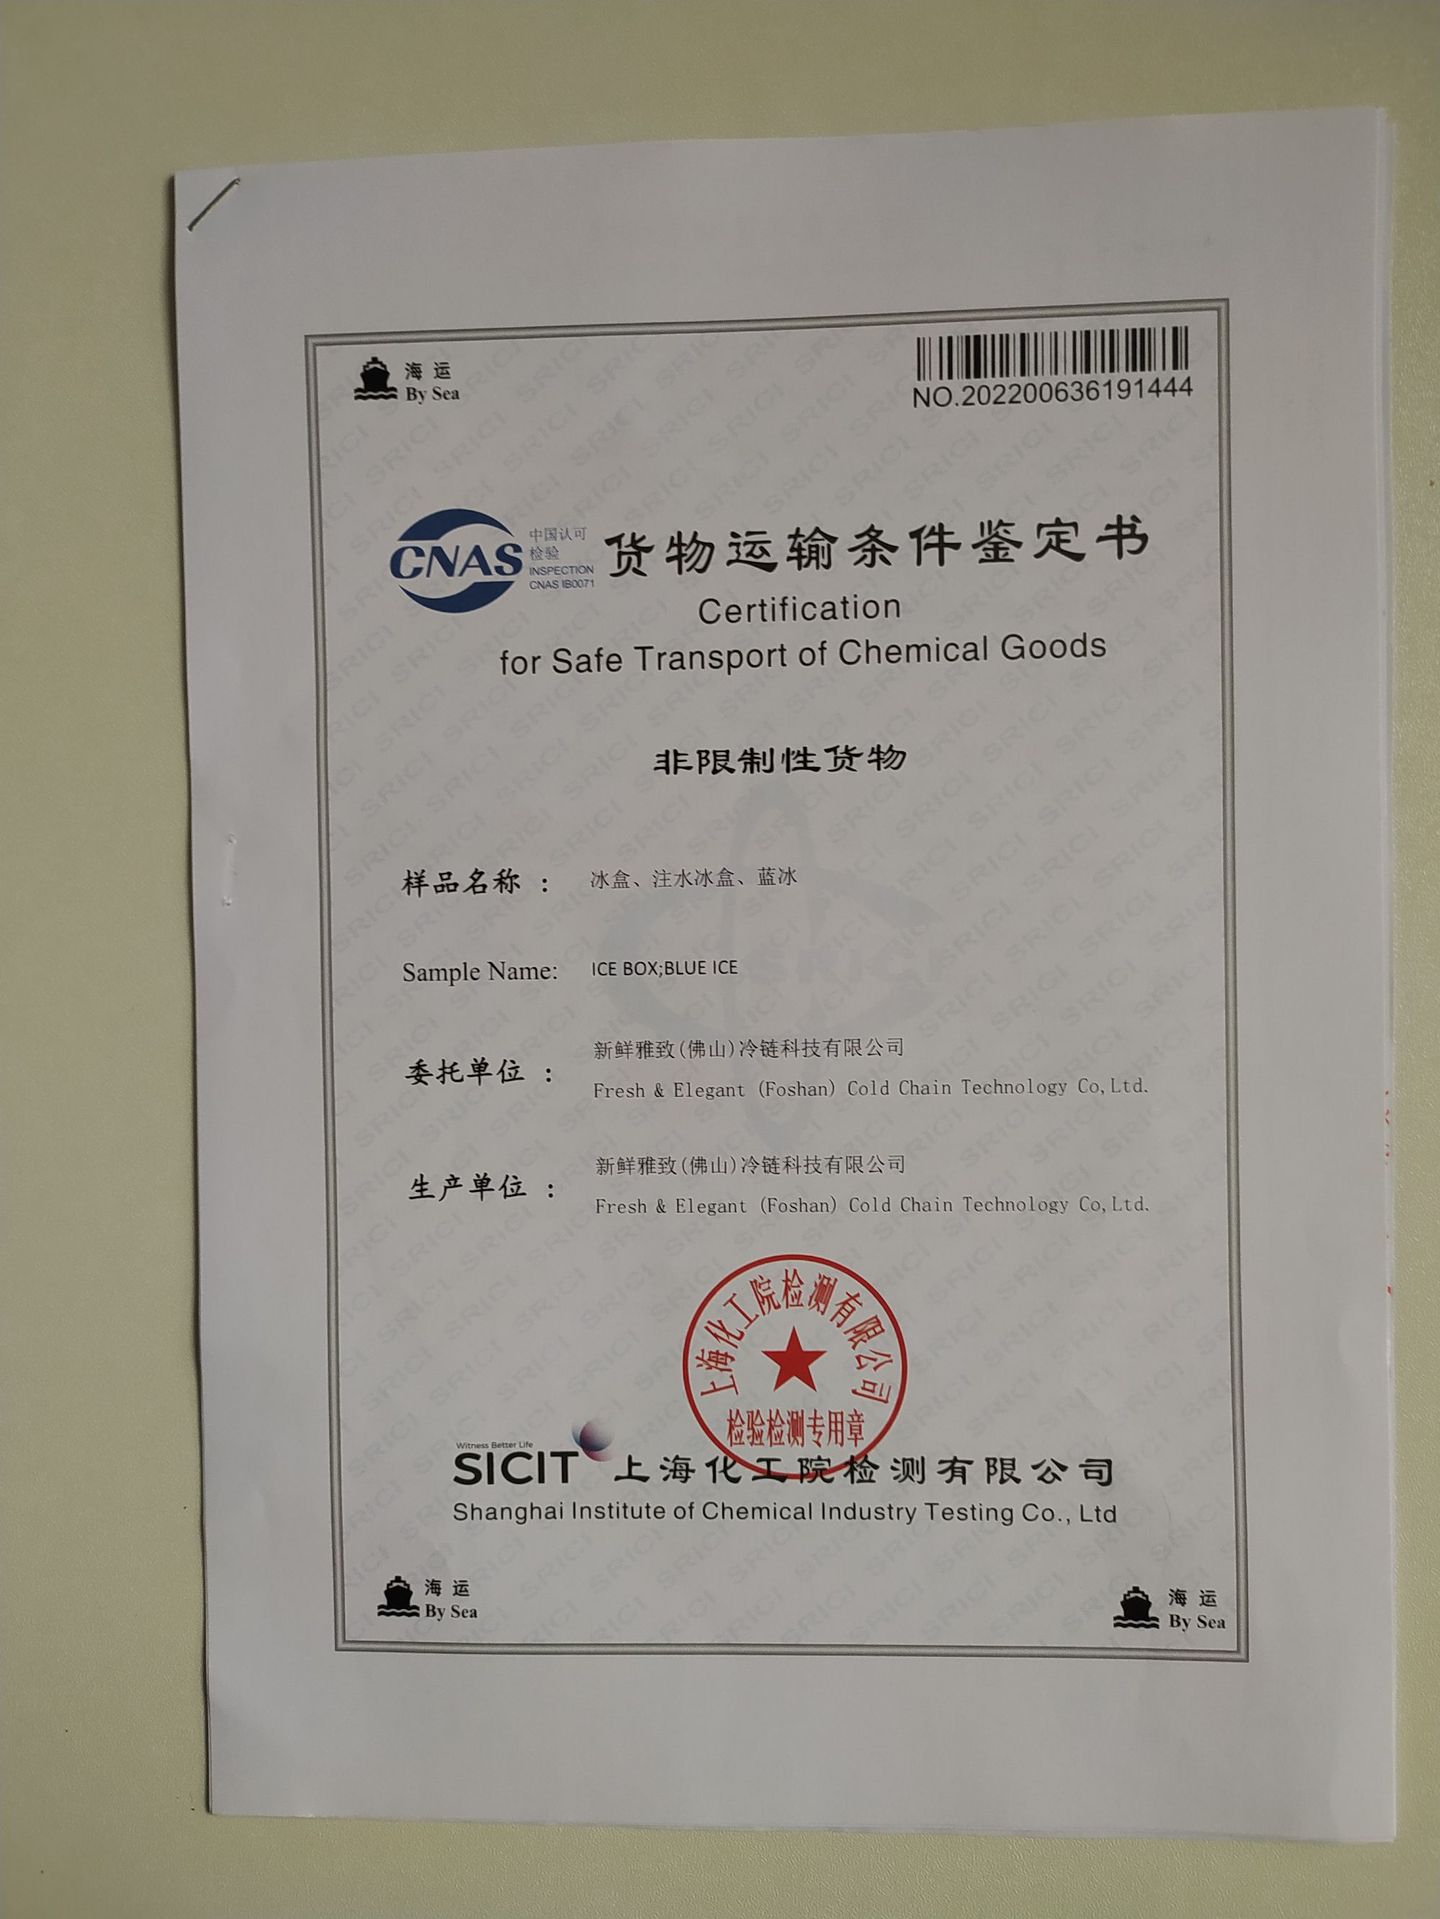 海运
By Sea
NO.202200636191444
CNAS
中国认可
检验
INSPECTION
CNAS IB0071
货物运输条件鉴定书
Certification
for Safe Transport of Chemical Goods
非限制性货物
样品名称 : 冰盒、注水冰盒、蓝冰
Sample Name: ICE BOX;BLUE ICE
委托单位 : 新鲜雅致(佛山)冷链科技有限公司
Fresh & Elegant (Foshan) Cold Chain Technology Co,Ltd.
生产单位 : 新鲜雅致(佛山)冷链科技有限公司
Fresh & Elegant (Foshan) Cold Chain Technology Co,Ltd.
上海化工院检测有限公司
检验检测专用章
Witness Better Life
SICIT 上海化工院检测有限公司
Shanghai Institute of Chemical Industry Testing Co., Ltd
海运
By Sea
海运
By Sea
SRICI